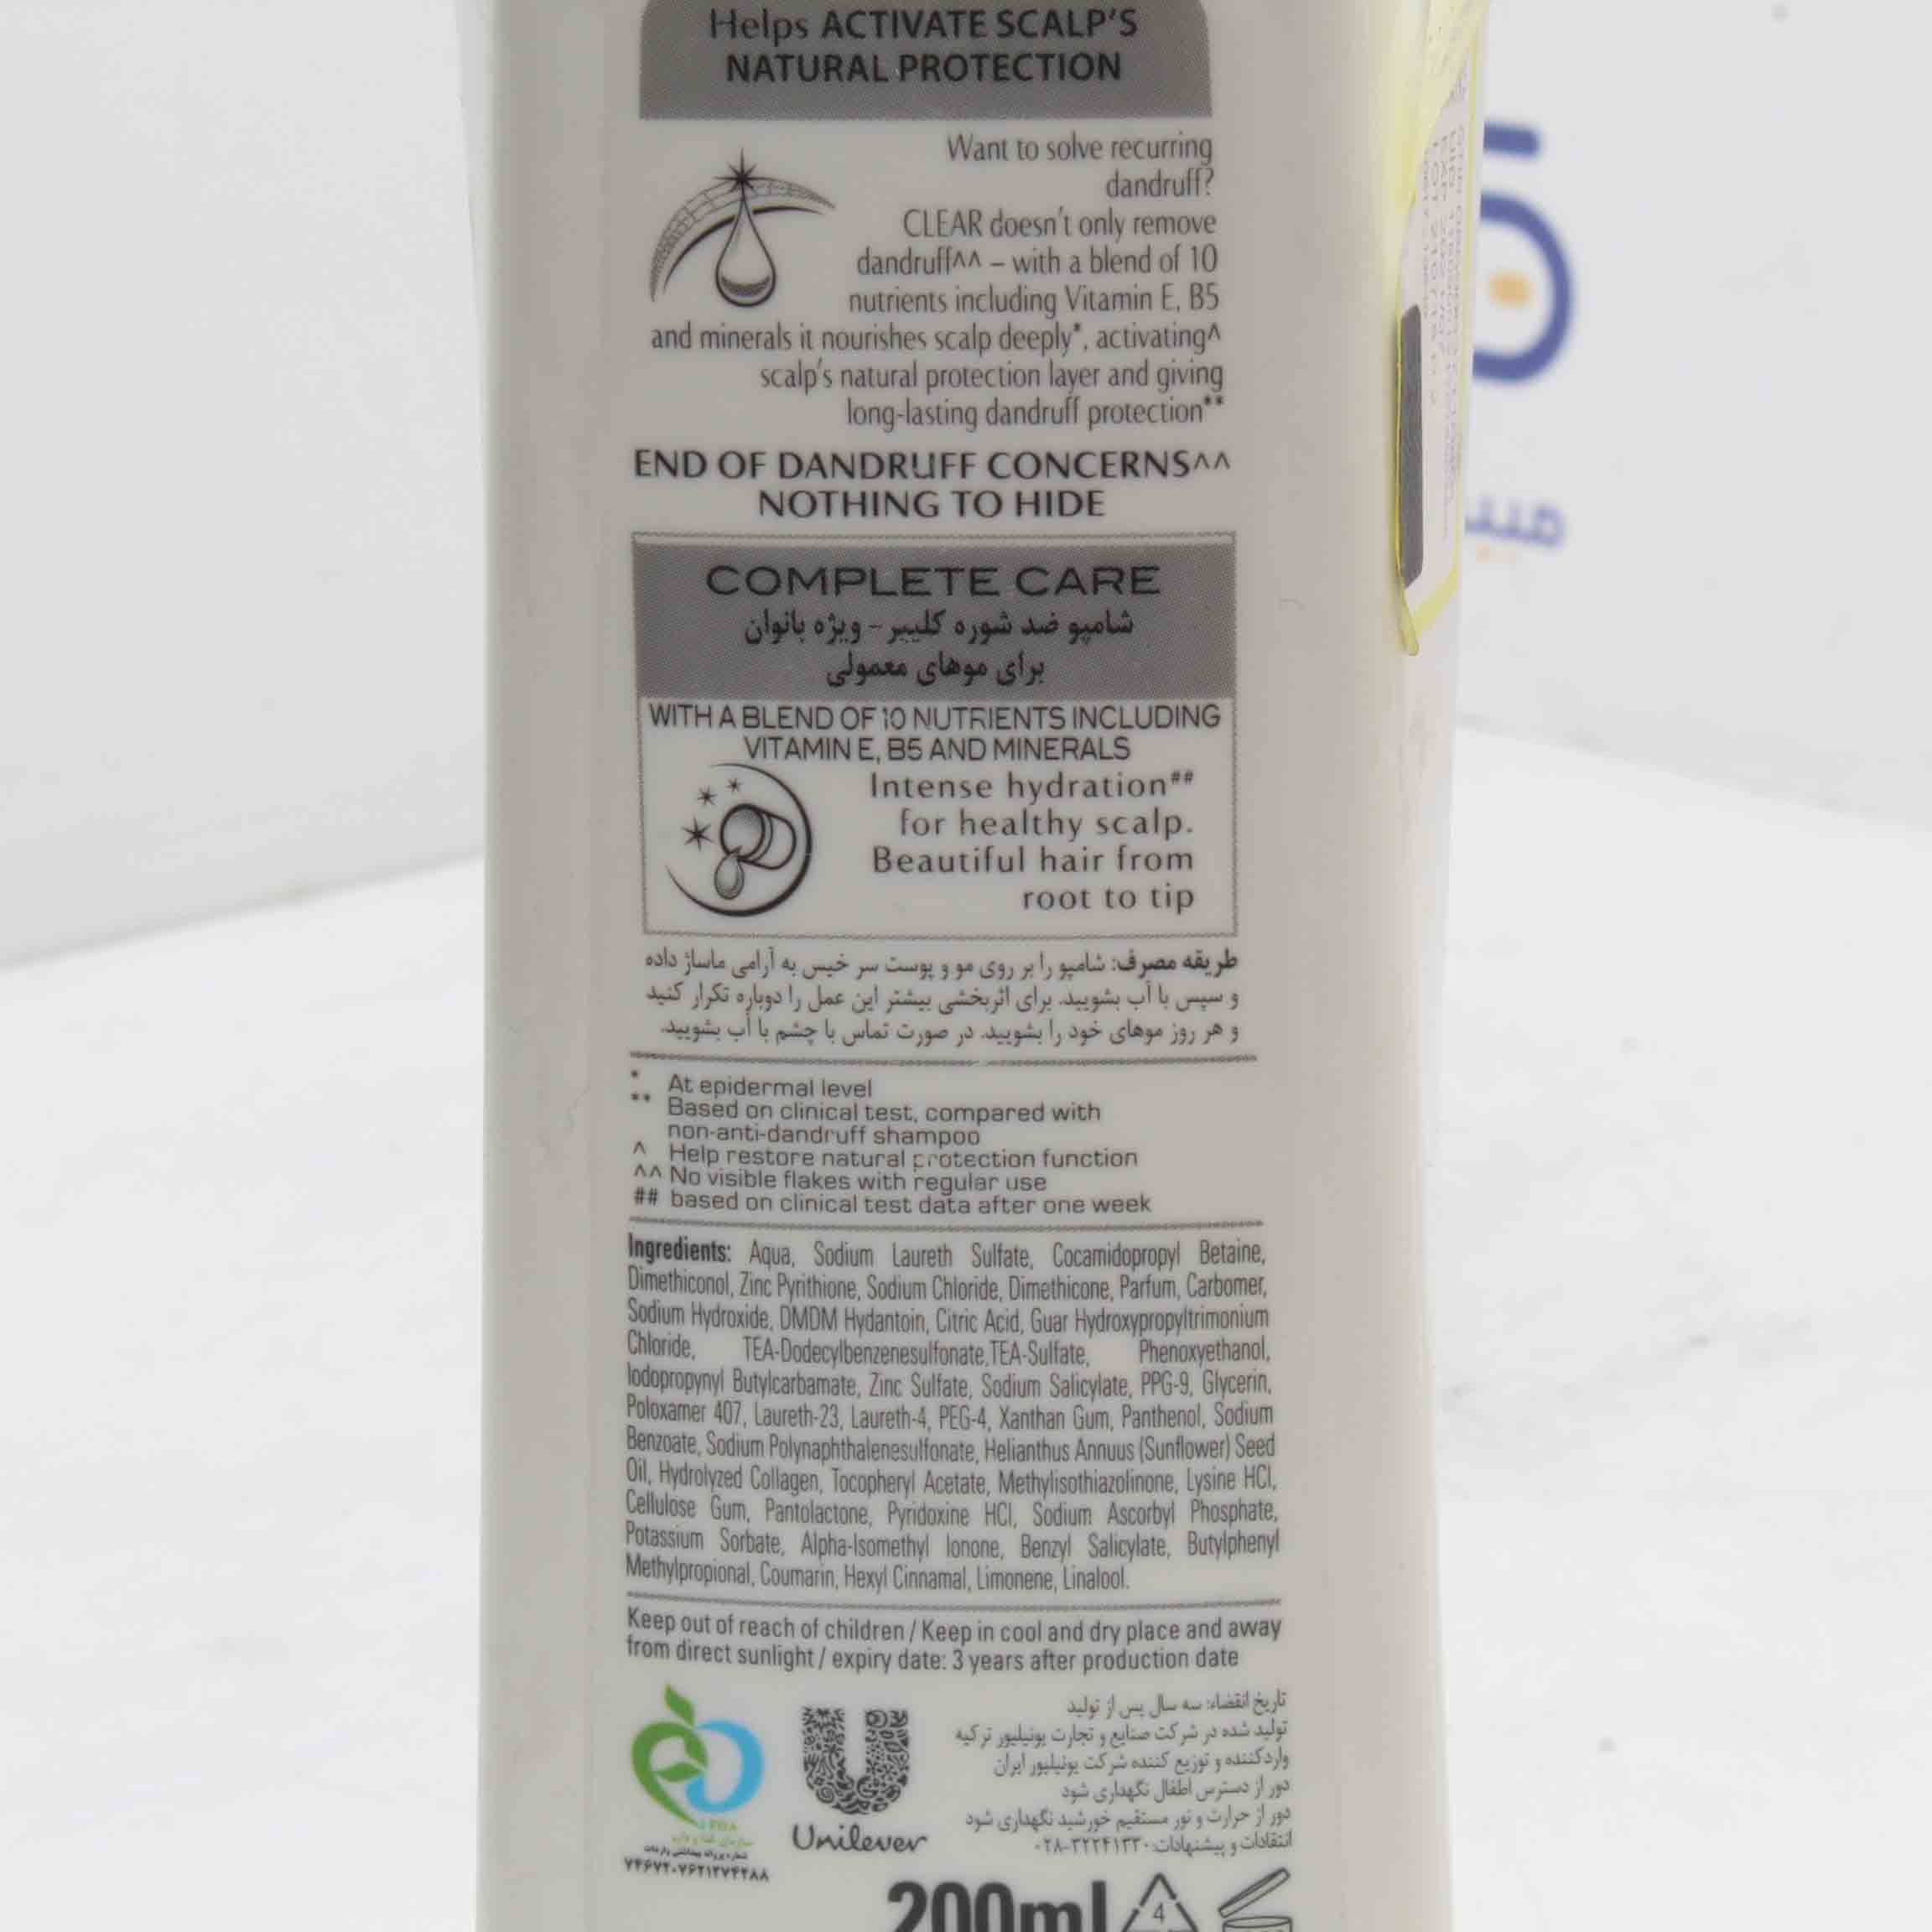 Helps ACTIVATE SCALP'S
NATURAL PROTECTION
Want to solve recurring
dandruff?
CLEAR doesn't only remove
dandruff^^ – with a blend of 10
nutrients including Vitamin E, B5
and minerals it nourishes scalp deeply*, activating^
scalp's natural protection layer and giving
long-lasting dandruff protection**
END OF DANDRUFF CONCERNS^^
NOTHING TO HIDE
COMPLETE CARE
شامپو ضد شوره کلییر - ویژه بانوان
برای موهای معمولی
WITH A BLEND OF 10 NUTRIENTS INCLUDING
VITAMIN E, B5 AND MINERALS
Intense hydration##
for healthy scalp.
Beautiful hair from
root to tip
طریقه مصرف: شامپو را بر روی مو و پوست سر خیس به آرامی ماساژ داده
و سپس با آب بشویید. برای اثربخشی بیشتر این عمل را دوباره تکرار کنید
و هر روز موهای خود را بشویید. در صورت تماس با چشم با آب بشویید.
* At epidermal level
** Based on clinical test, compared with
non-anti-dandruff shampoo
^ Help restore natural protection function
^^ No visible flakes with regular use
## based on clinical test data after one week
Ingredients: Aqua, Sodium Laureth Sulfate, Cocamidopropyl Betaine,
Dimethiconol, Zinc Pyrithione, Sodium Chloride, Dimethicone, Parfum, Carbomer,
Sodium Hydroxide, DMDM Hydantoin, Citric Acid, Guar Hydroxypropyltrimonium
Chloride, TEA-Dodecylbenzenesulfonate,TEA-Sulfate, Phenoxyethanol,
Iodopropynyl Butylcarbamate, Zinc Sulfate, Sodium Salicylate, PPG-9, Glycerin,
Poloxamer 407, Laureth-23, Laureth-4, PEG-4, Xanthan Gum, Panthenol, Sodium
Benzoate, Sodium Polynaphthalenesulfonate, Helianthus Annuus (Sunflower) Seed
Oil, Hydrolyzed Collagen, Tocopheryl Acetate, Methylisothiazolinone, Lysine HCl,
Cellulose Gum, Pantolactone, Pyridoxine HCl, Sodium Ascorbyl Phosphate,
Potassium Sorbate, Alpha-Isomethyl Ionone, Benzyl Salicylate, Butylphenyl
Methylpropional, Coumarin, Hexyl Cinnamal, Limonene, Linalool.
Keep out of reach of children / Keep in cool and dry place and away
from direct sunlight / expiry date: 3 years after production date
تاریخ انقضاء: سه سال پس از تولید
تولید شده در شرکت صنایع و تجارت یونیلیور ترکیه
واردکننده و توزیع کننده شرکت یونیلیور ایران
دور از دسترس اطفال نگهداری شود
دور از حرارت و نور مستقیم خورشید نگهداری شود
انتقادات و پیشنهادات: ۰۲۸-۳۲۲۴۱۳۳۰
سازمان غذا و دارو
Unilever
200ml
4